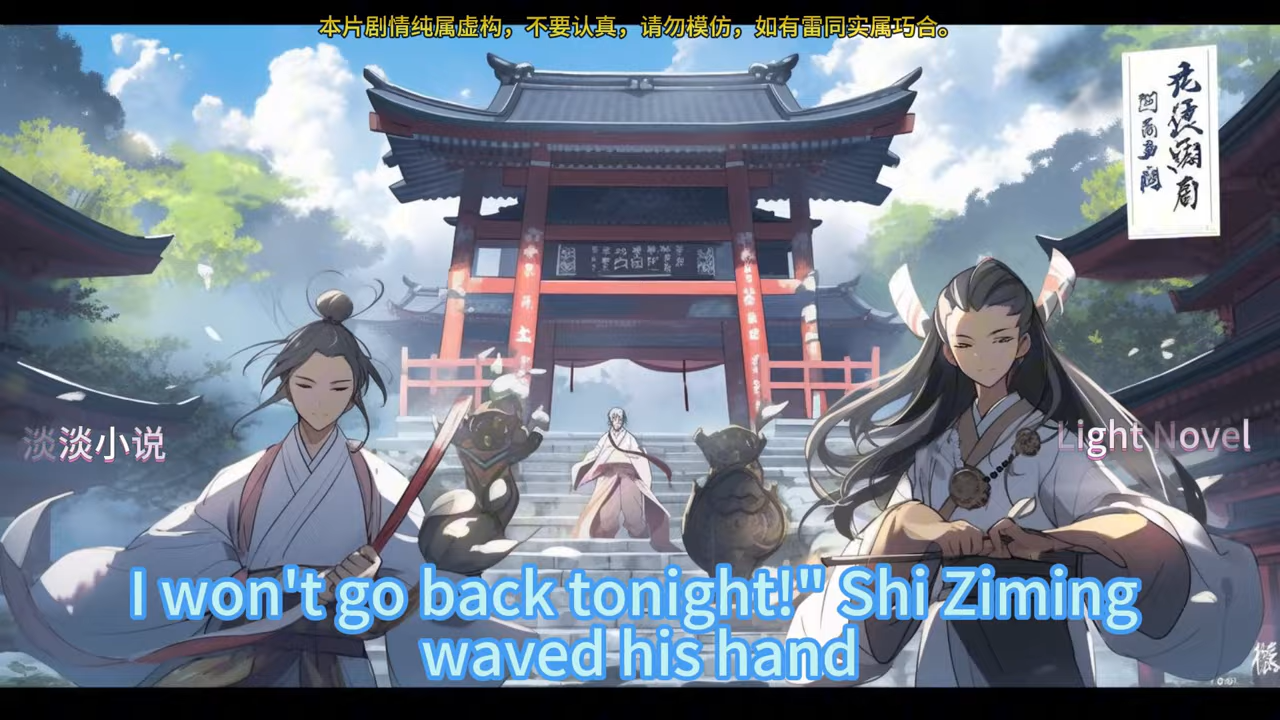 本片剧情纯属虚构，不要认真，请勿模仿，如有雷同实属巧合。
淡淡小说
Light Novel
I won't go back tonight!" Shi Ziming
waved his hand